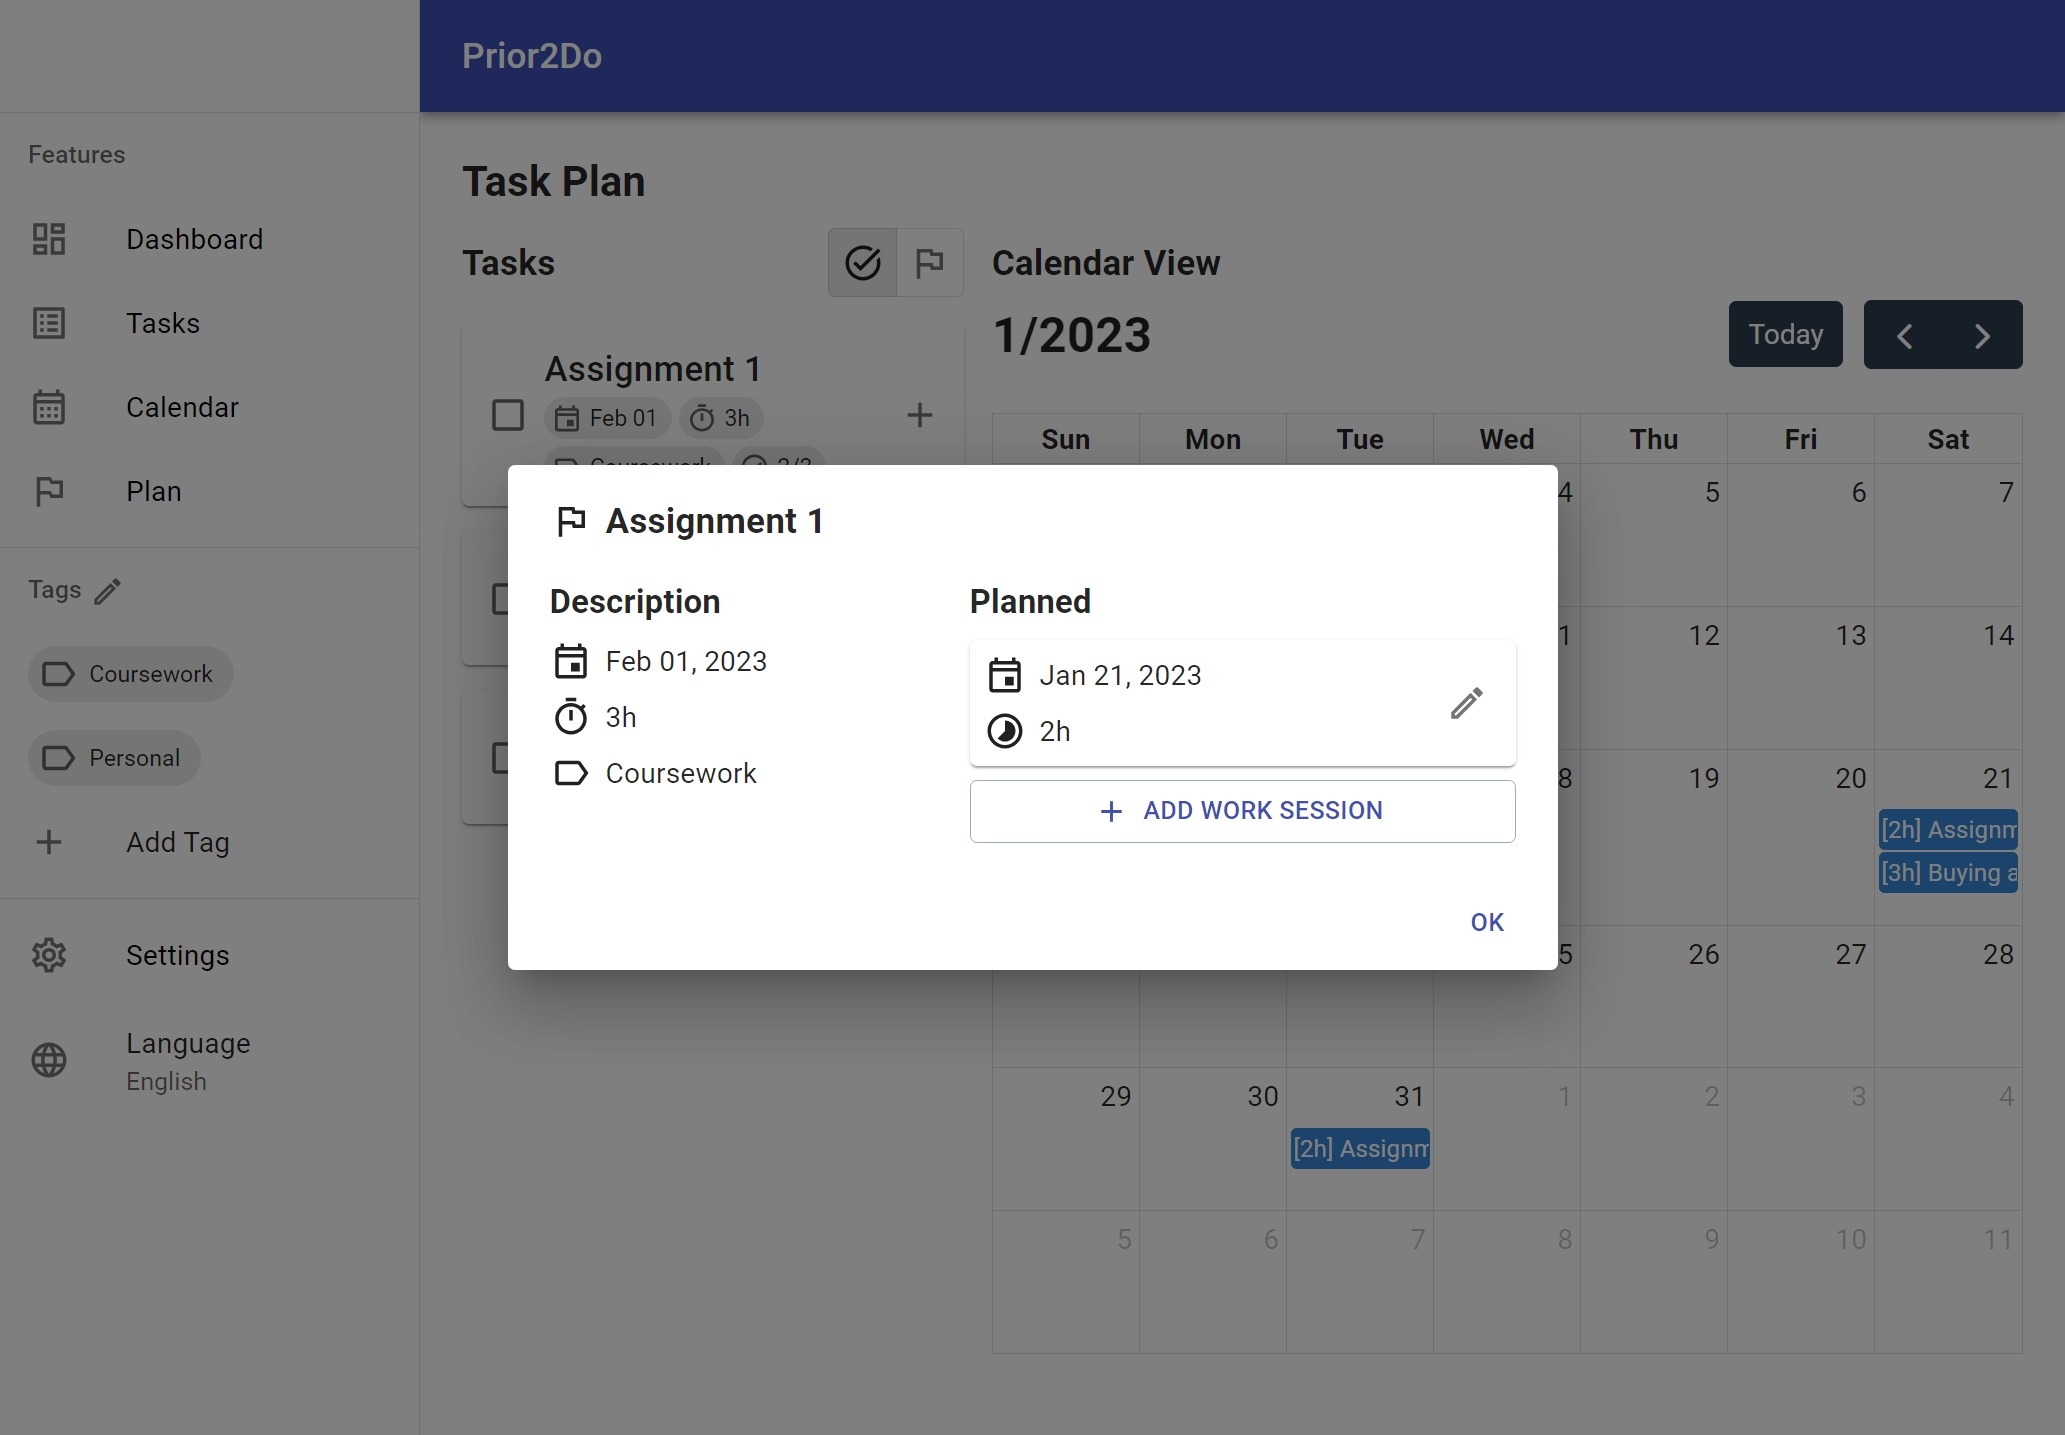 Prior2Do
Features
Dashboard
Tasks
Calendar
Plan
Tags
Coursework
Personal
Add Tag
Settings
Language
English
Task Plan
Tasks
Assignment 1
Feb 01 3h
Coursework 2/3
Calendar View
1/2023
Today
Sun Mon Tue Wed Thu Fri Sat
4 5 6 7
1 12 13 14
8 19 20 21
[2h] Assignm
[3h] Buying a
5 26 27 28
29 30 31 1 2 3 4
[2h] Assignm
5 6 7 8 9 10 11
Assignment 1
Description
Feb 01, 2023
3h
Coursework
Planned
Jan 21, 2023
2h
ADD WORK SESSION
OK